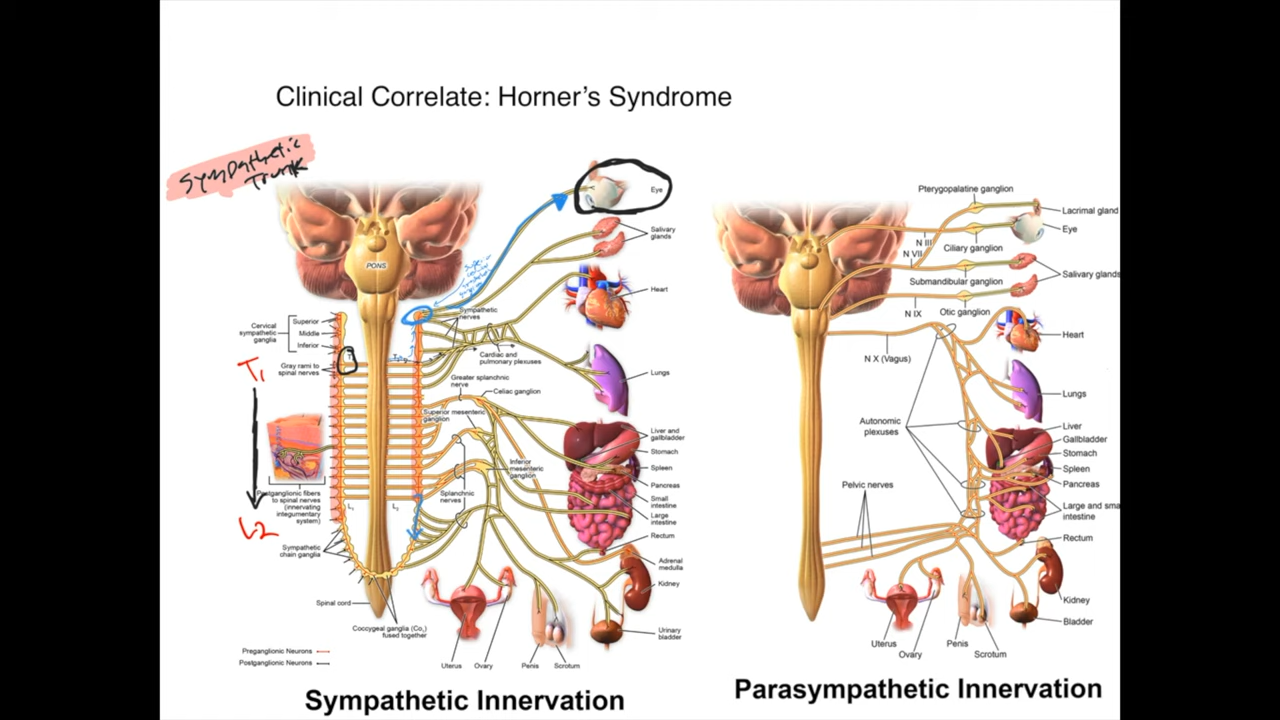 Clinical Correlate: Horner's Syndrome
Sympathetic
Trunk
Eye
Salivary
glands
PONS
Heart
Sympathetic
nerves
Cervical
sympathetic
ganglia
Superior
Middle
Inferior
Gray rami to
spinal nerves
T1
Cardiac and
pulmonary plexuses
Lungs
Greater splanchnic
nerve
Celiac ganglion
Superior mesenteric
ganglion
Liver and
gallbladder
Stomach
Inferior
mesenteric
ganglion
Spleen
Splanchnic
nerves
Pancreas
Small
intestine
Large
intestine
Postganglionic fibers
to spinal nerves
(innervating
integumentary
system)
L1
L2
L2
Rectum
Sympathetic
chain ganglia
Adrenal
medulla
Kidney
Spinal cord
Coccygeal ganglia (Co1)
fused together
Urinary
bladder
Preganglionic Neurons
Postganglionic Neurons
Uterus
Ovary
Penis
Scrotum
Sympathetic Innervation
Pterygopalatine ganglion
Lacrimal gland
Eye
N III
Ciliary ganglion
N VII
Salivary glands
Submandibular ganglion
N IX
Otic ganglion
Heart
N X (Vagus)
Lungs
Autonomic
plexuses
Liver
Gallbladder
Stomach
Spleen
Pancreas
Pelvic nerves
Large and sma
intestine
Rectum
Kidney
Bladder
Uterus
Ovary
Penis
Scrotum
Parasympathetic Innervation